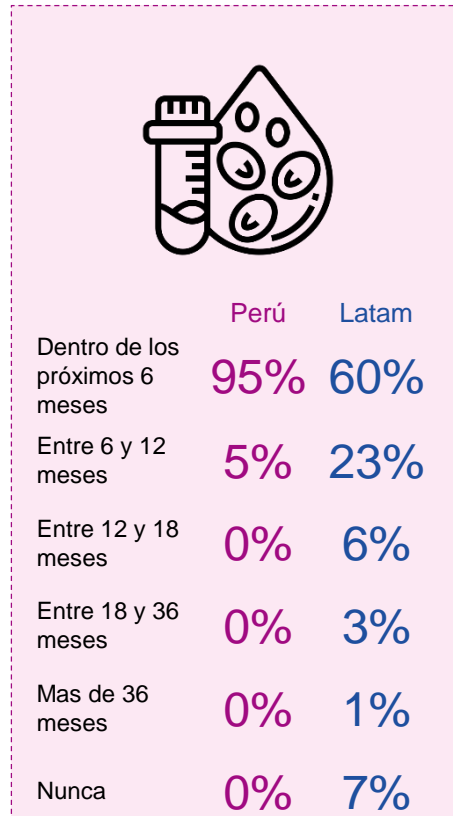 Perú Latam
Dentro de los
próximos 6
meses
95% 60%
Entre 6 y 12
meses
5% 23%
Entre 12 y 18
meses
0% 6%
Entre 18 y 36
meses
0% 3%
Mas de 36
meses
0% 1%
Nunca 0% 7%